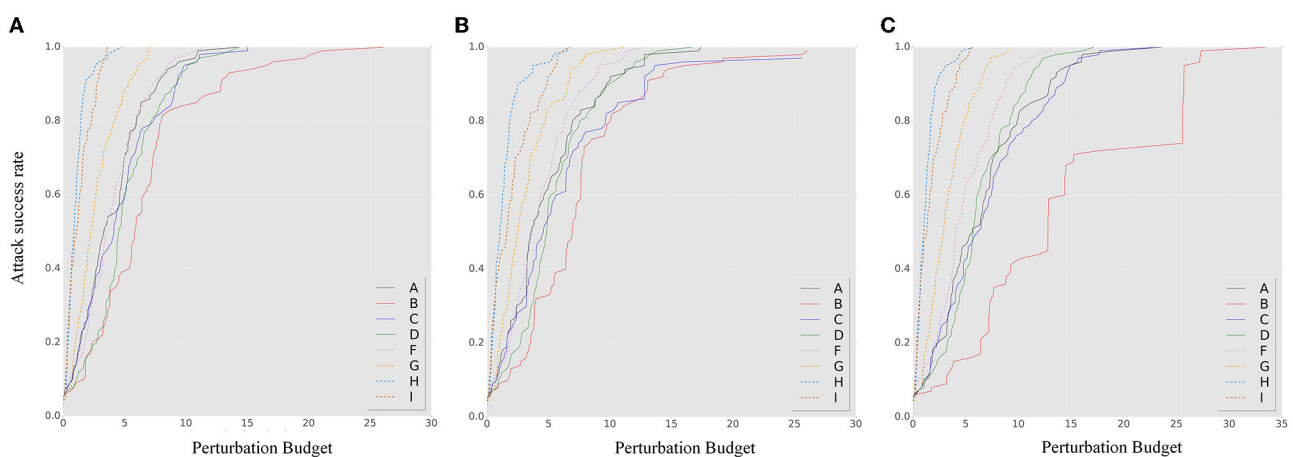 A
B
C
Attack success rate
1.0
0.8
0.6
0.4
0.2
0.0
0 5 10 15 20 25 30
Perturbation Budget
A
B
C
D
F
G
H
I
1.0
0.8
0.6
0.4
0.2
0.0
0 5 10 15 20 25 30
Perturbation Budget
A
B
C
D
F
G
H
I
1.0
0.8
0.6
0.4
0.2
0.0
0 5 10 15 20 25 30 35
Perturbation Budget
A
B
C
D
F
G
H
I